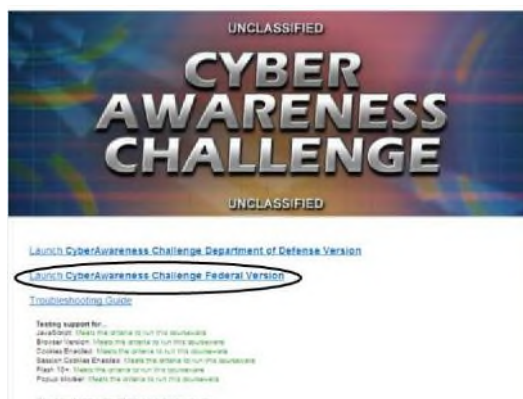 UNCLASSIFIED
CYBER
AWARENESS
CHALLENGE
UNCLASSIFIED
Launch CyberAwareness Challenge Department of Defense Version
Launch CyberAwareness Challenge Federal Version
Troubleshooting Guide
Testing support for...
JavaScript: Meets the criteria to run this courseware
Browser Version: Meets the criteria to run this courseware
Cookies Enabled: Meets the criteria to run this courseware
Session Cookies Enabled: Meets the criteria to run this courseware
Flash 10+: Meets the criteria to run this courseware
Popup Blocker: Meets the criteria to run this courseware